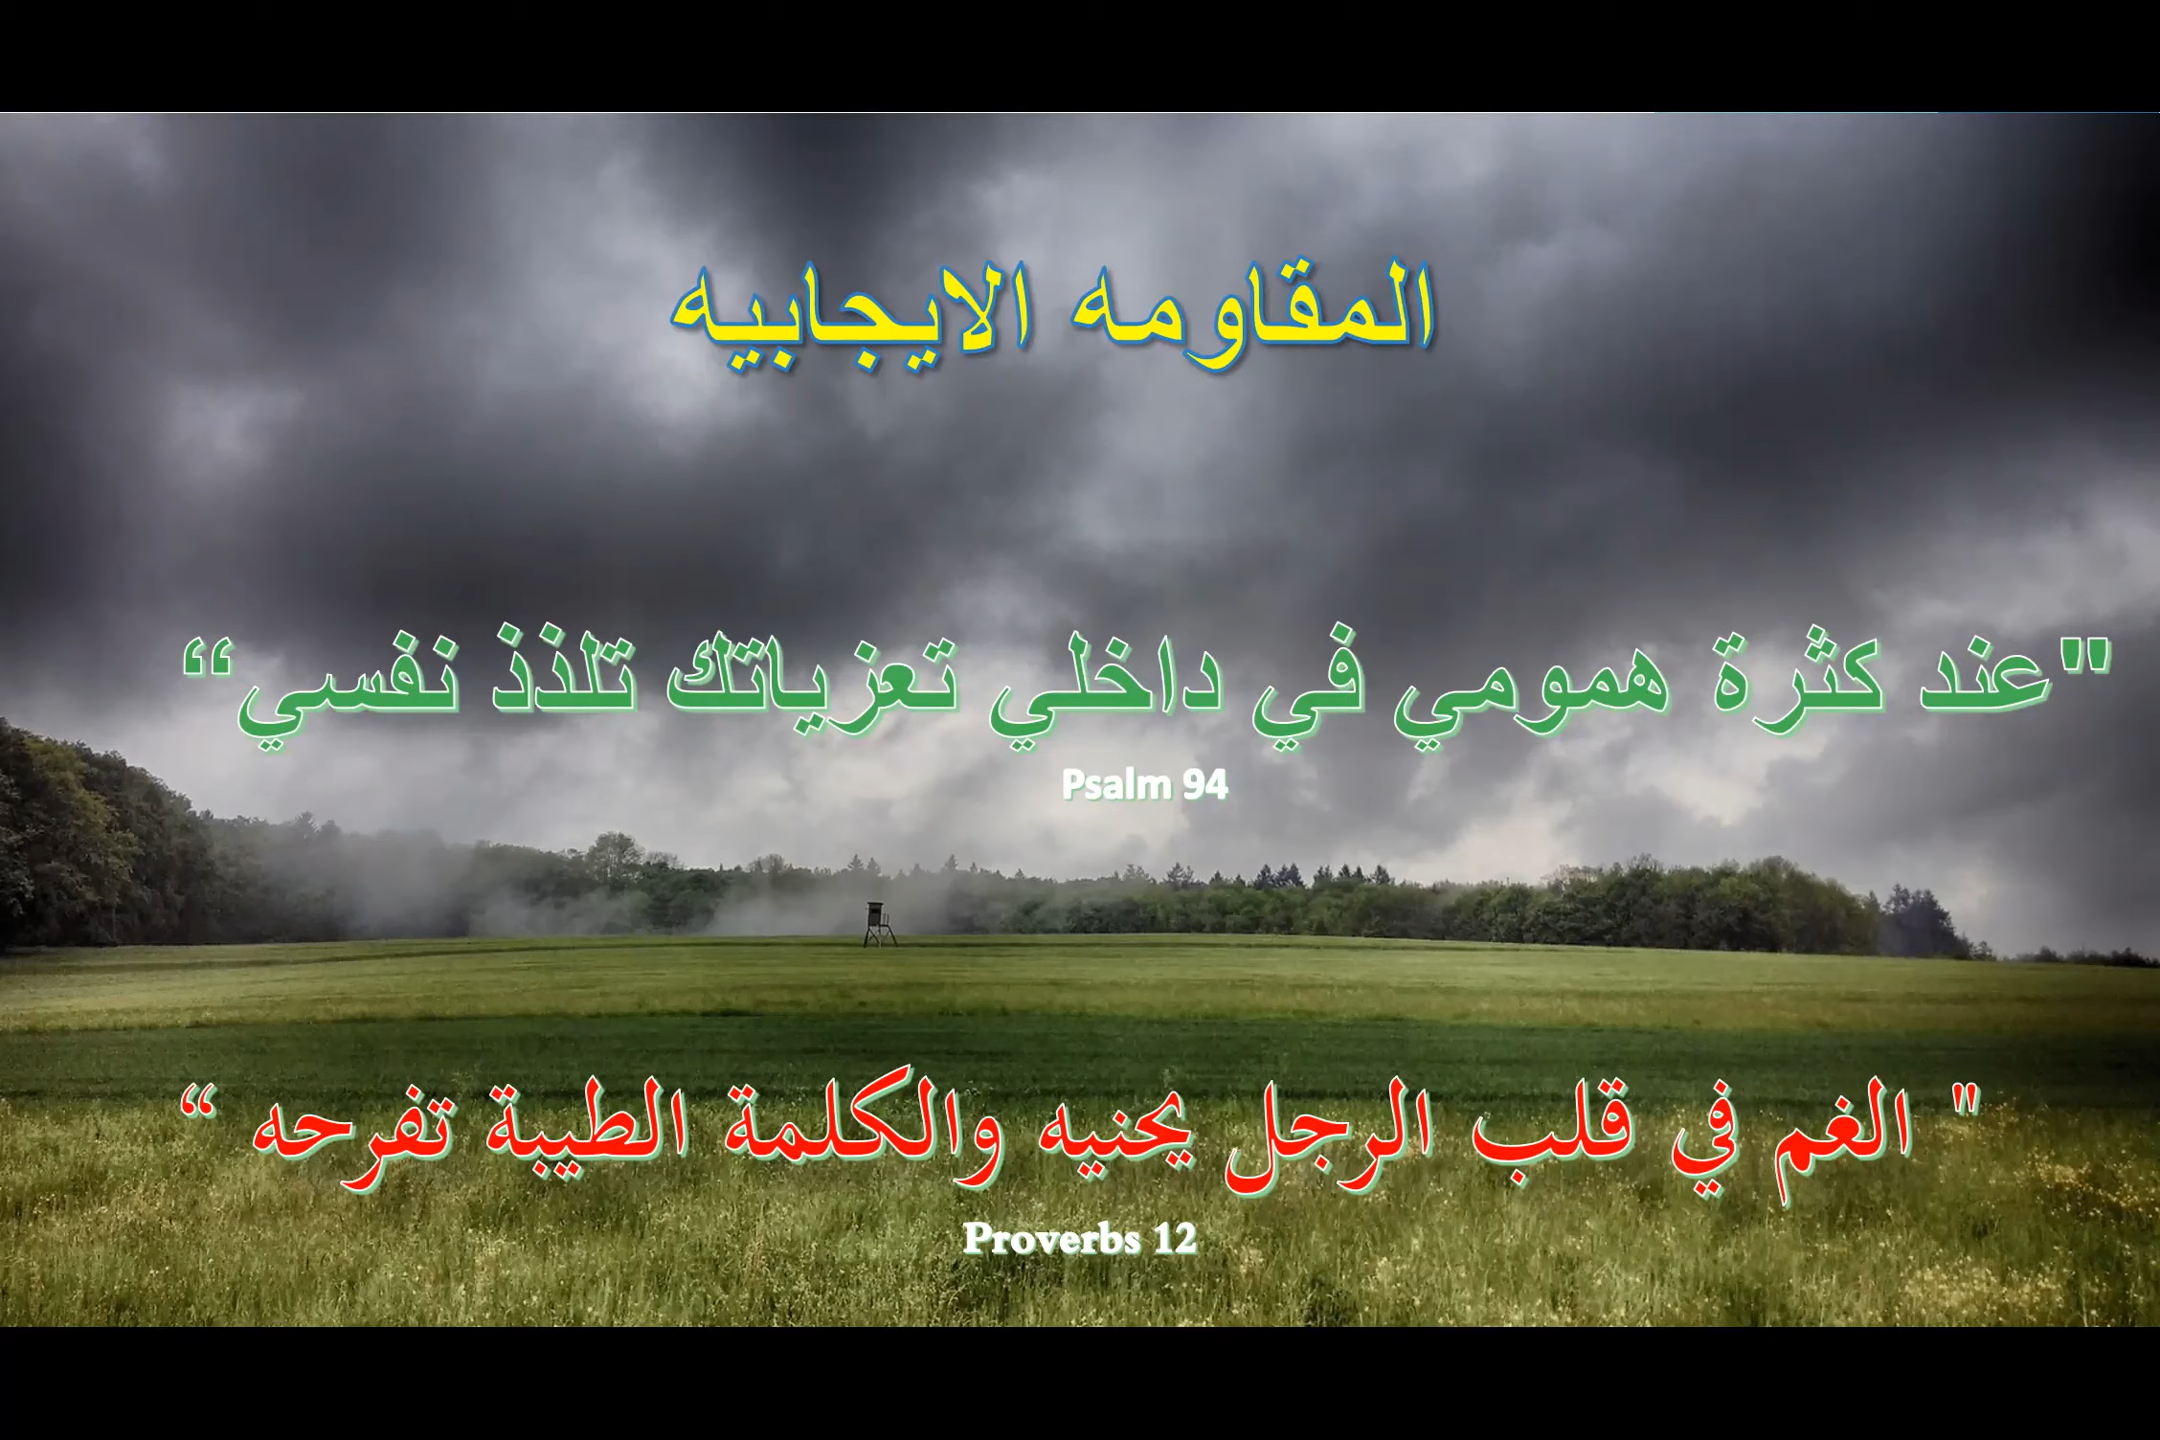 المقاومه الايجابيه
"عند كثرة همومي في داخلي تعزياتك تلذذ نفسي“
Psalm 94
" الغم في قلب الرجل يحنيه والكلمة الطيبة تفرحه “
Proverbs 12